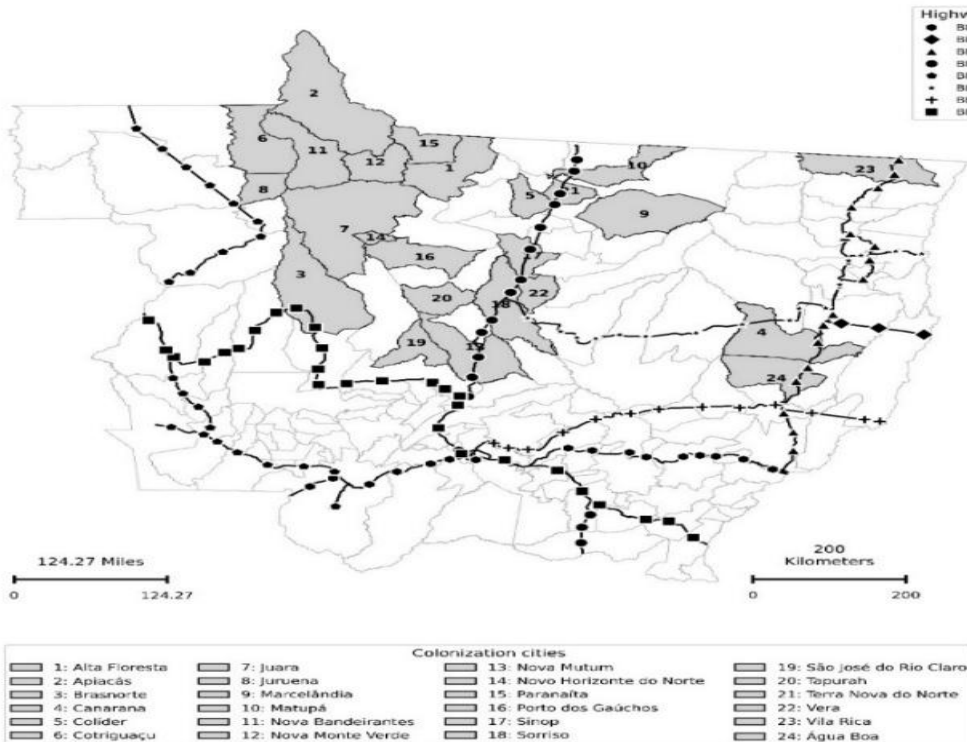 Highw
2
15
6
11
12
1
10
23
8
5
9
7
14
16
3
20
22
18
4
19
24
124.27 Miles
0 124.27
200
Kilometers
0 200
Colonization cities
1: Alta Floresta 7: Juara 13: Nova Mutum 19: São José do Rio Claro
2: Apiacás 8: Juruena 14: Novo Horizonte do Norte 20: Tapurah
3: Brasnorte 9: Marcelândia 15: Paranaíta 21: Terra Nova do Norte
4: Canarana 10: Matupá 16: Porto dos Gaúchos 22: Vera
5: Colíder 11: Nova Bandeirantes 17: Sinop 23: Vila Rica
6: Cotriguaçu 12: Nova Monte Verde 18: Sorriso 24: Água Boa